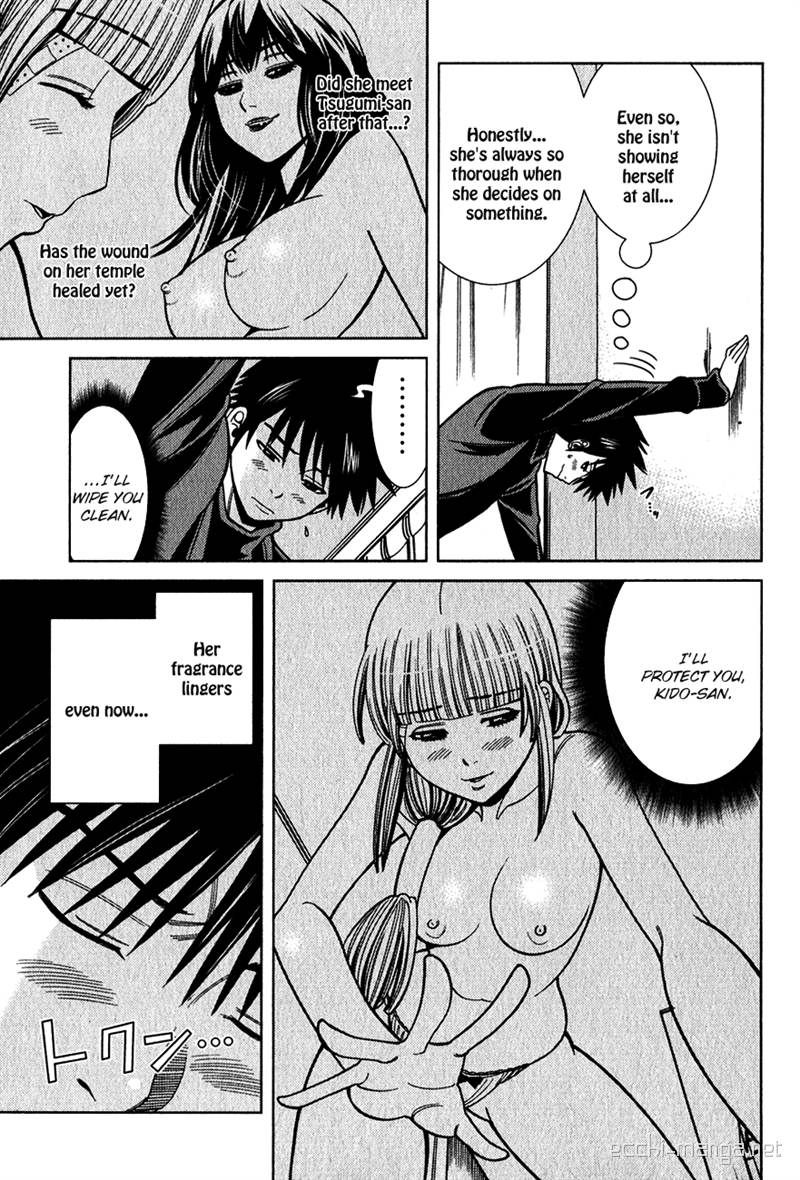 Even so,
she isn't
showing
herself
at all...
Honestly...
she's always so
thorough when
she decides on
something.
Did she meet
Tsugumi-san
after that...?
Has the wound
on her temple
healed yet?
........
...I'LL
WIPE YOU
CLEAN.
I'LL
PROTECT YOU,
KIDO-SAN.
Her
fragrance
lingers
even now...
トクン...
ecchi-manga.net